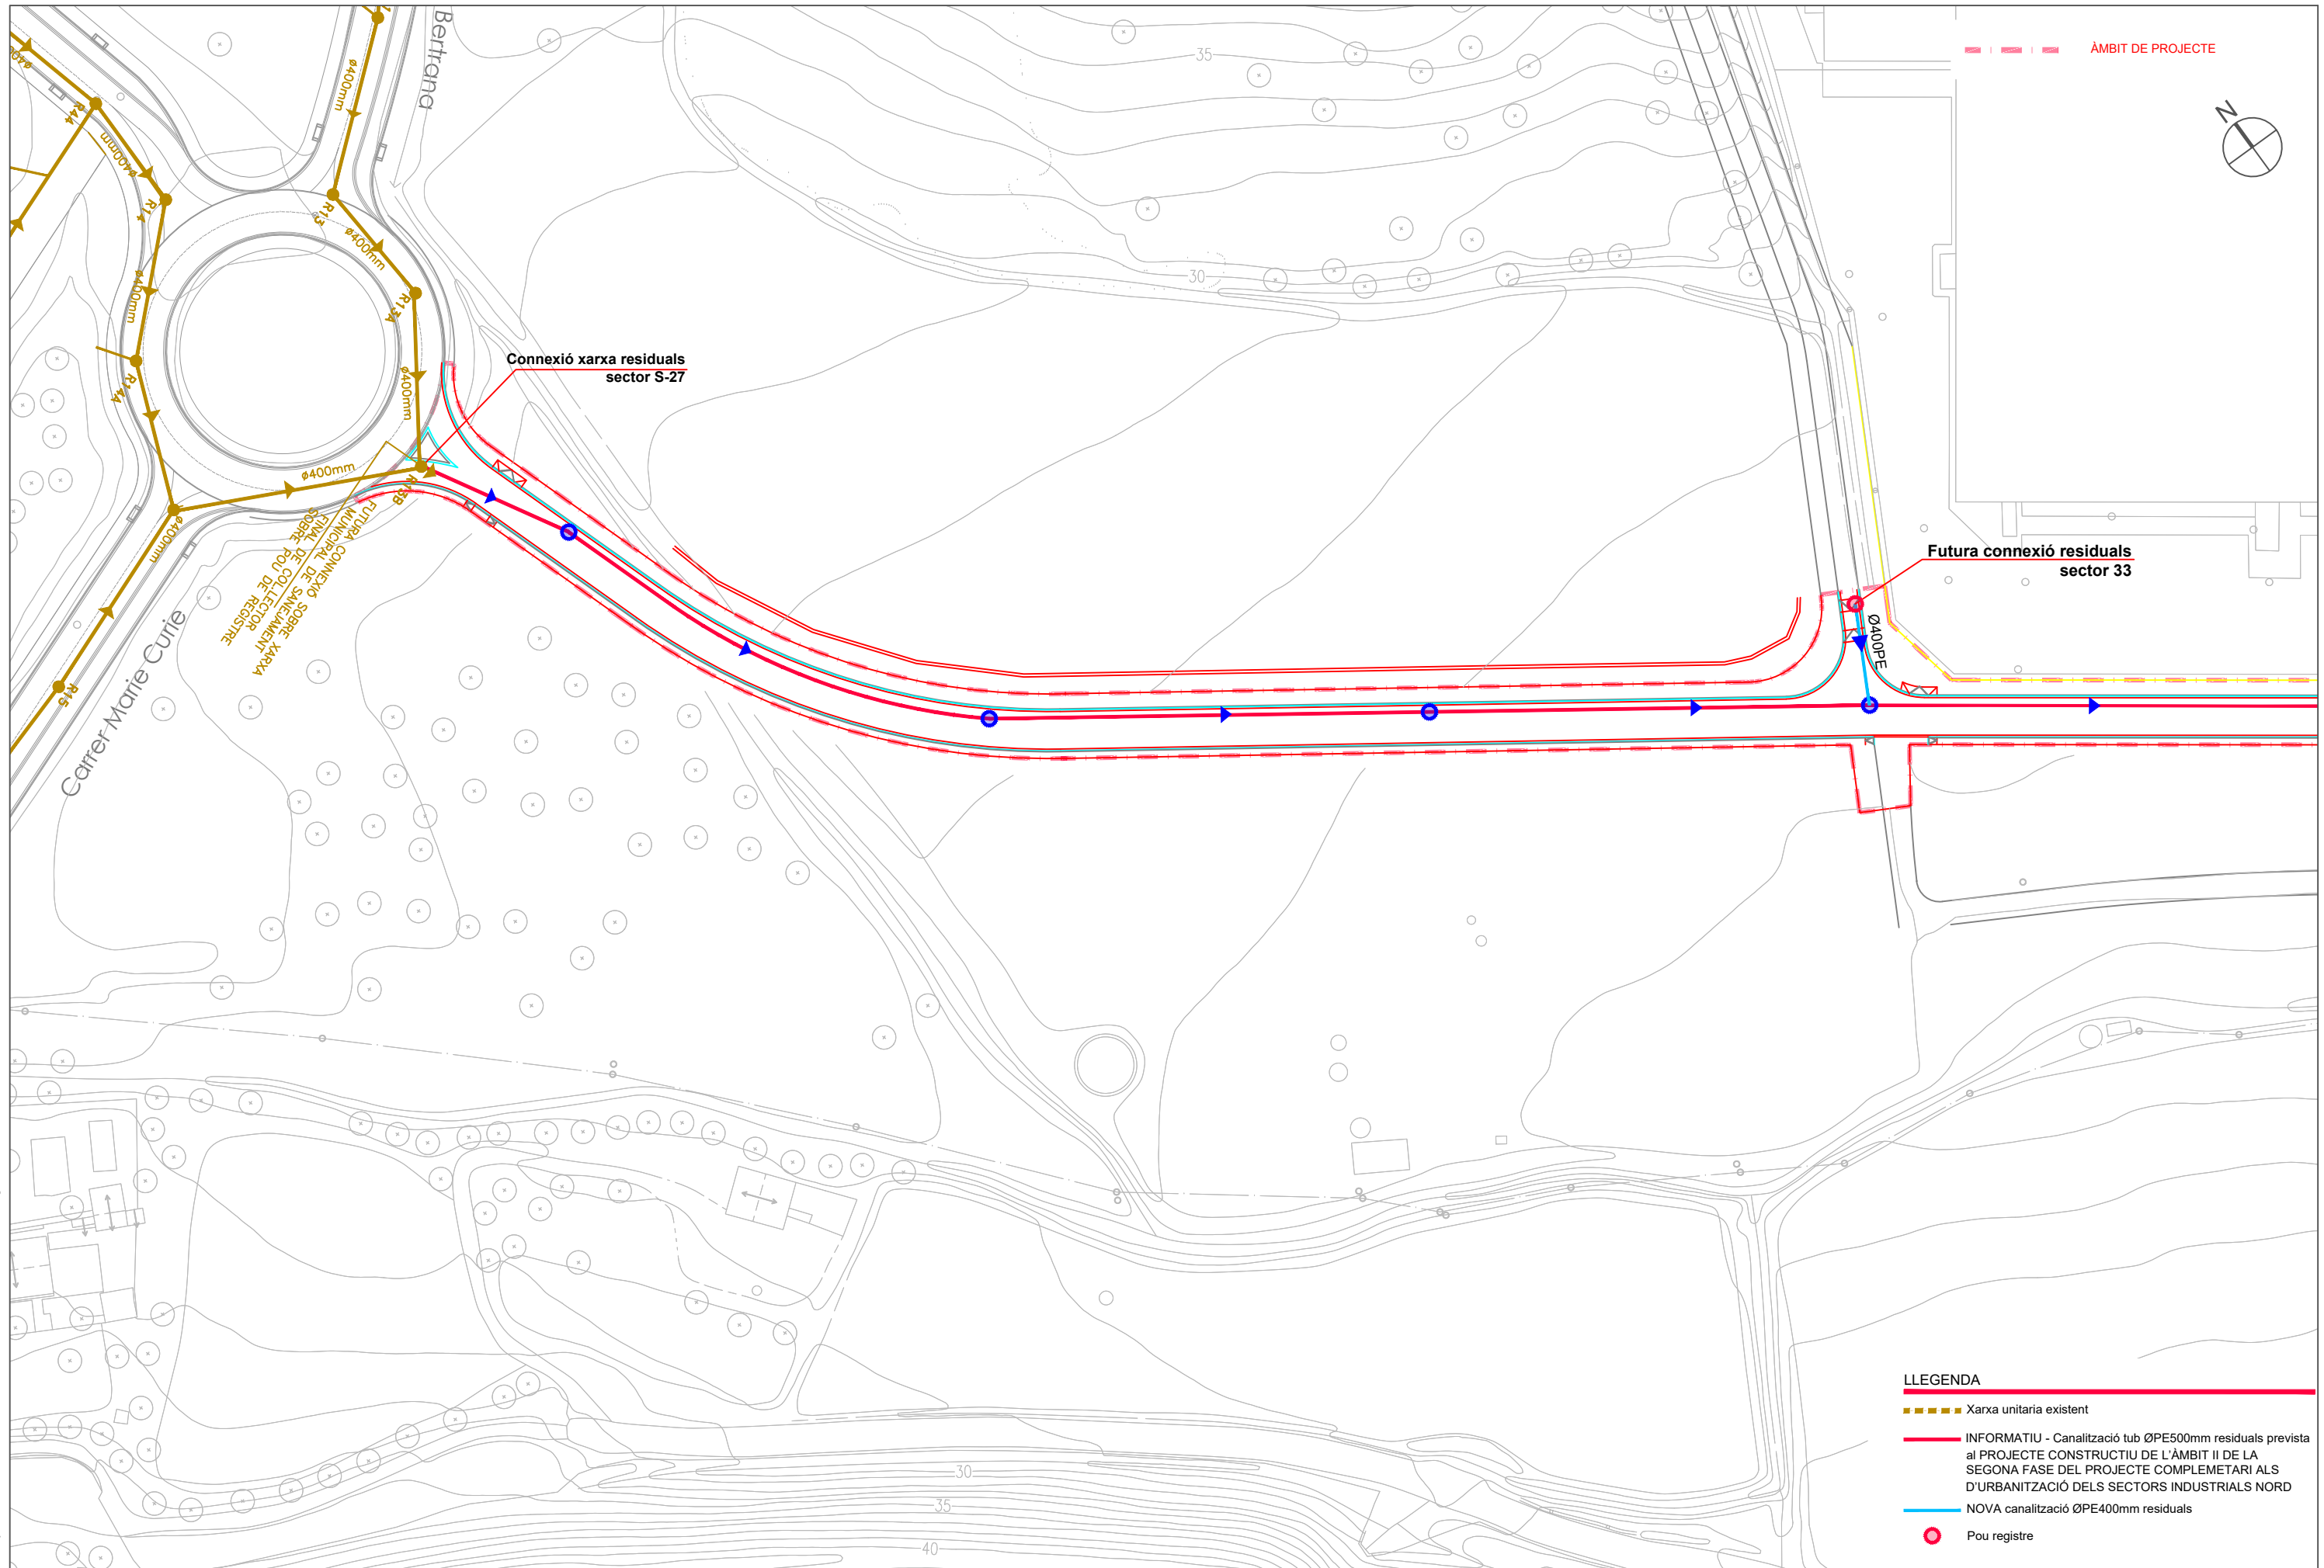 Bertrana
35
ÀMBIT DE PROJECTE
N
ø400mm
ø400mm
R44
ø400mm
R14
R13
ø400mm
30
ø400mm
R13A
Connexió xarxa residuals
sector S-27
R14A
ø400mm
ø400mm
R13B
ø400mm
FUTURA CONNEXIÓ SOBRE XARXA
MUNICIPAL DE SANEJAMENT
FINAL DE COL.LECTOR
SOBRE POU DE REGISTRE
Futura connexió residuals
sector 33
Ø400PE
Carrer Marie Curie
R15
30
35
40
LLEGENDA
Xarxa unitaria existent
INFORMATIU - Canalització tub ØPE500mm residuals prevista
al PROJECTE CONSTRUCTIU DE L'ÀMBIT II DE LA
SEGONA FASE DEL PROJECTE COMPLEMETARI ALS
D'URBANITZACIÓ DELS SECTORS INDUSTRIALS NORD
NOVA canalització ØPE400mm residuals
Pou registre